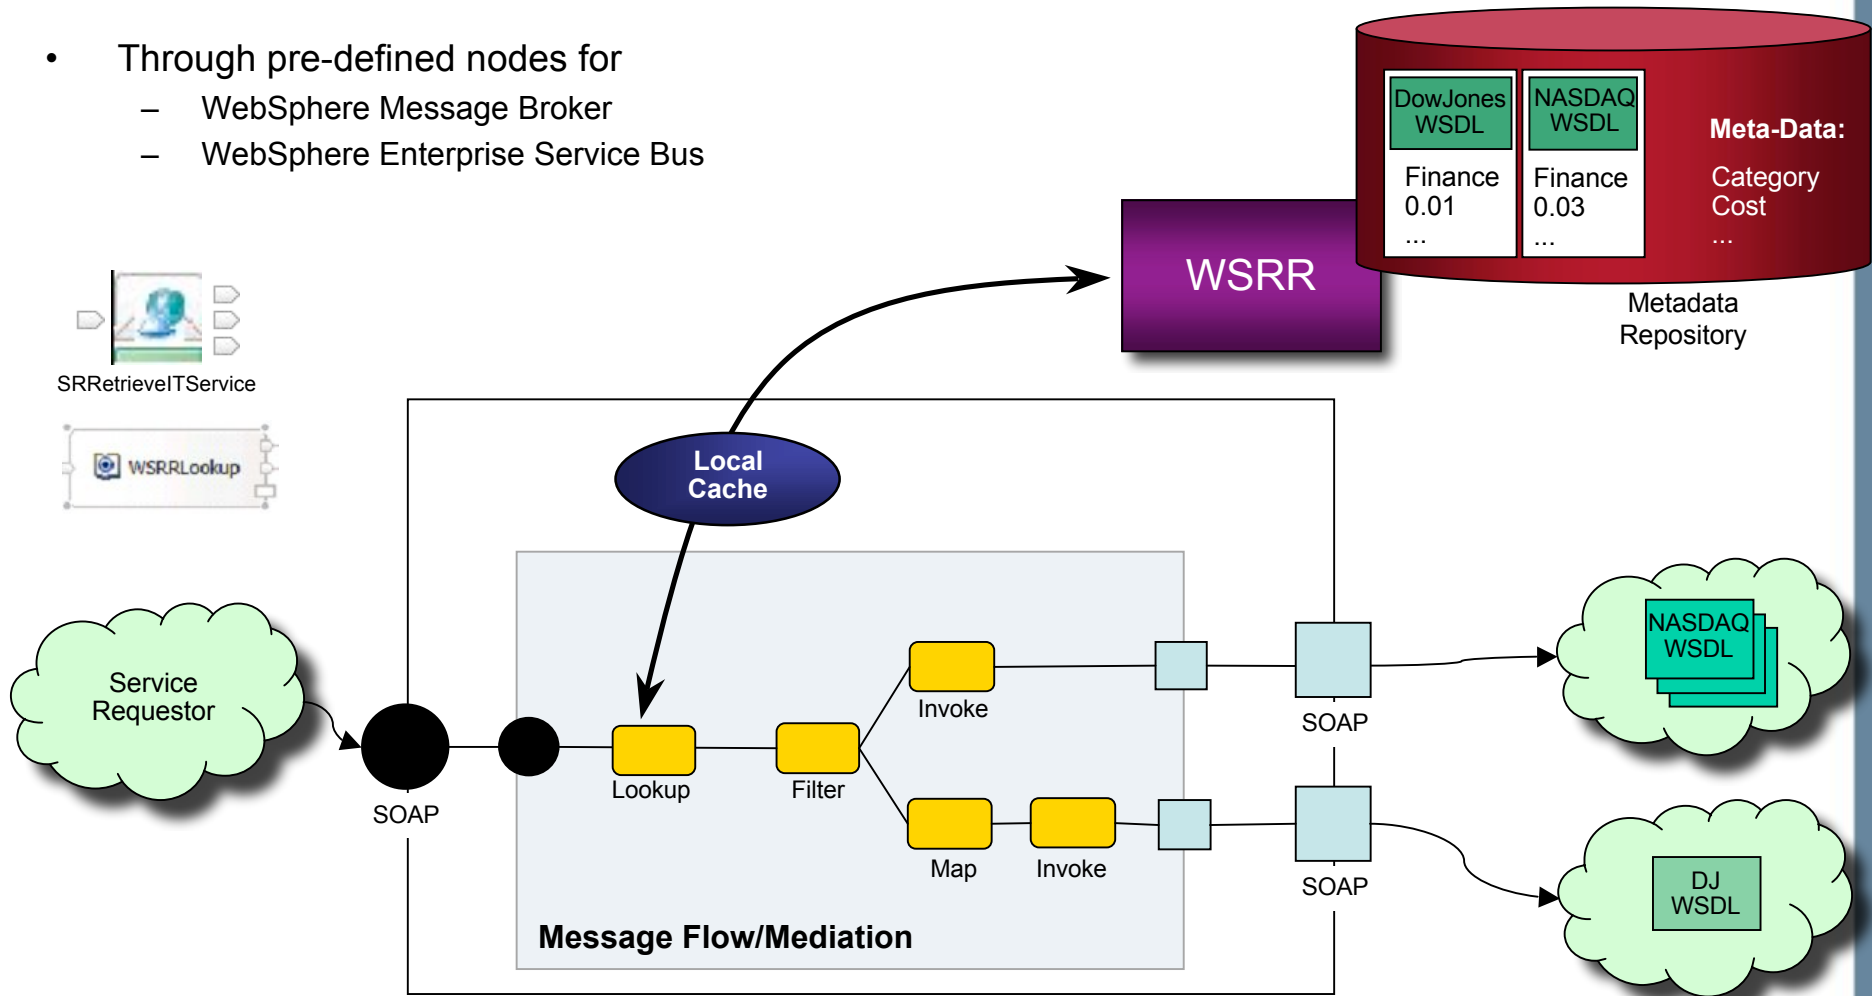 • Through pre-defined nodes for
– WebSphere Message Broker
– WebSphere Enterprise Service Bus
DowJones
WSDL
Finance
0.01
...
NASDAQ
WSDL
Finance
0.03
...
Meta-Data:
Category
Cost
...
WSRR
Metadata
Repository
SRRetrieveITService
WSRRLookup
Local
Cache
Service
Requestor
SOAP
Lookup
Filter
Invoke
Map
Invoke
SOAP
SOAP
NASDAQ
WSDL
DJ
WSDL
Message Flow/Mediation